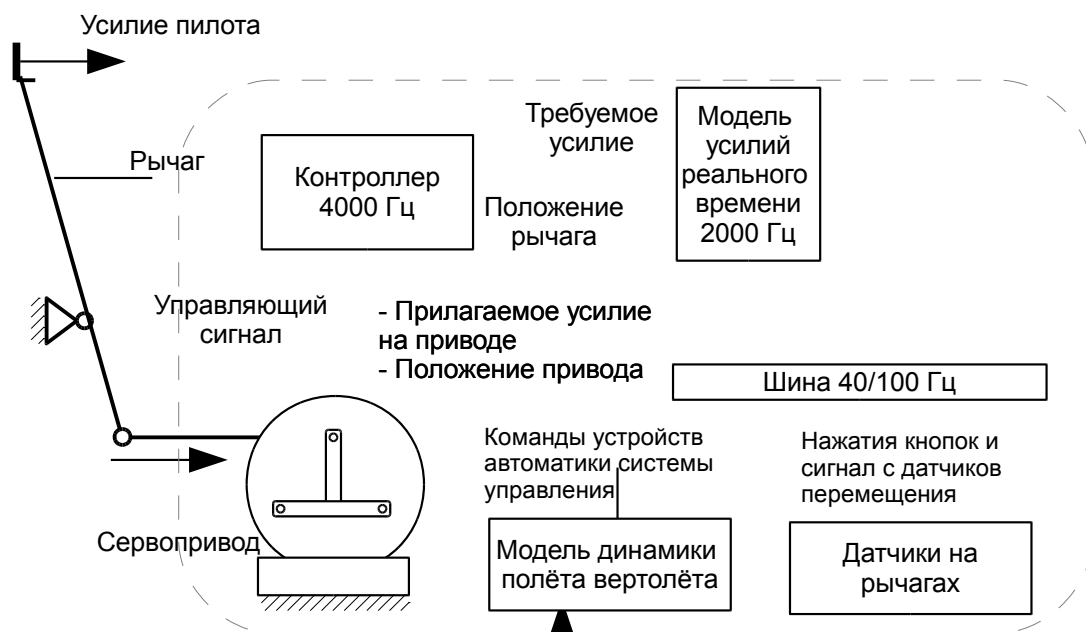 Усилие пилота
Требуемое
усилие
Модель
усилий
реального
времени
2000 Гц
Рычаг
Контроллер
4000 Гц
Положение
рычага
Управляющий
сигнал
- Прилагаемое усилие
на приводе
- Положение привода
Шина 40/100 Гц
Команды устройств
автоматики системы
управления
Нажатия кнопок и
сигнал с датчиков
перемещения
Сервопривод
Модель динамики
полёта вертолёта
Датчики на
рычагах